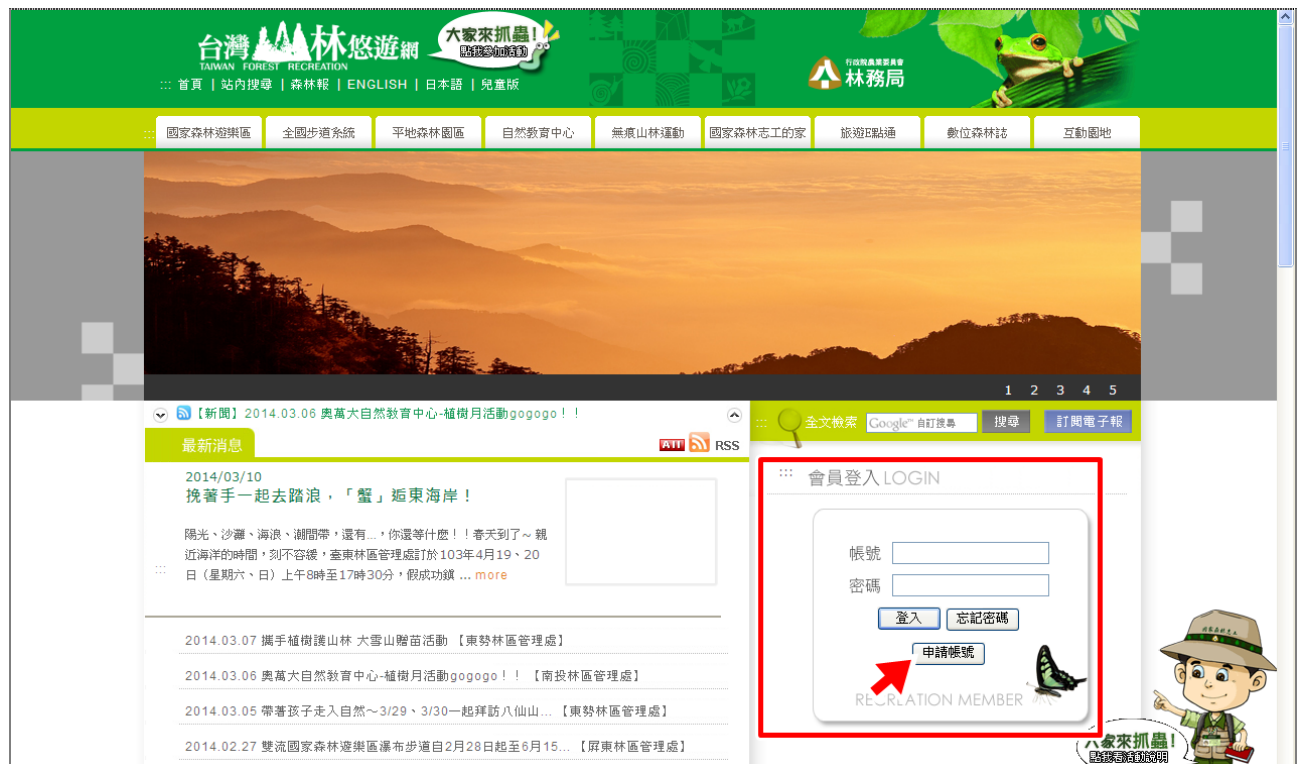 台灣山林悠遊網
TAIWAN FOREST RECREATION
大家來抓蟲!
點我參加活動
行政院農業委員會
林務局
::: 首頁 | 站內搜尋 | 森林報 | ENGLISH | 日本語 | 兒童版
::: 國家森林遊樂區 全國步道系統 平地森林園區 自然教育中心 無痕山林運動 國家森林志工的家 旅遊E點通 數位森林誌 互動園地
1 2 3 4 5
【新聞】2014.03.06 奧萬大自然教育中心-植樹月活動gogogo!!
::: 全文檢索 Google™ 自訂搜尋 搜尋 訂閱電子報
最新消息 RSS
2014/03/10
挽著手一起去踏浪,「蟹」逅東海岸!
陽光、沙灘、海浪、潮間帶,還有...,你還等什麼!!春天到了~ 親
近海洋的時間,刻不容緩,臺東林區管理處訂於103年4月19、20
::: 日(星期六、日)上午8時至17時30分,假成功鎮 ... more
2014.03.07 攜手植樹護山林 大雪山贈苗活動 【東勢林區管理處】
2014.03.06 奧萬大自然教育中心-植樹月活動gogogo!! 【南投林區管理處】
2014.03.05 帶著孩子走入自然~3/29、3/30一起拜訪八仙山... 【東勢林區管理處】
2014.02.27 雙流國家森林遊樂區瀑布步道自2月28日起至6月15... 【屏東林區管理處】
::: 會員登入 LOGIN
帳號
密碼
登入 忘記密碼
申請帳號
RECREATION MEMBER
大家來抓蟲!
點我看活動說明